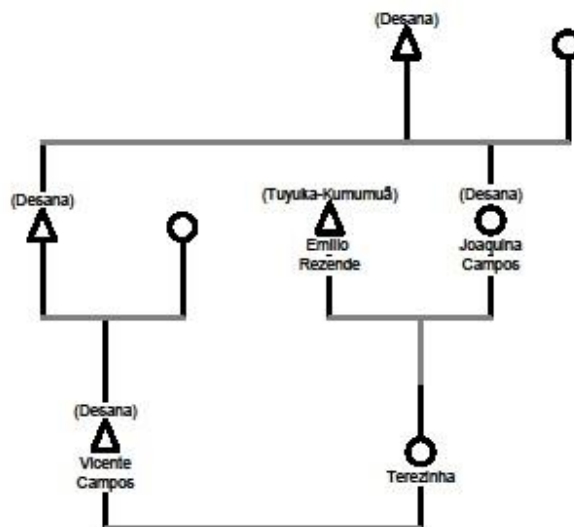 (Desana)
(Desana)
(Tuyuka-Kumumuã)
(Desana)
Emilio
Rezende
Joaquina
Campos
(Desana)
Vicente
Campos
Terezinha